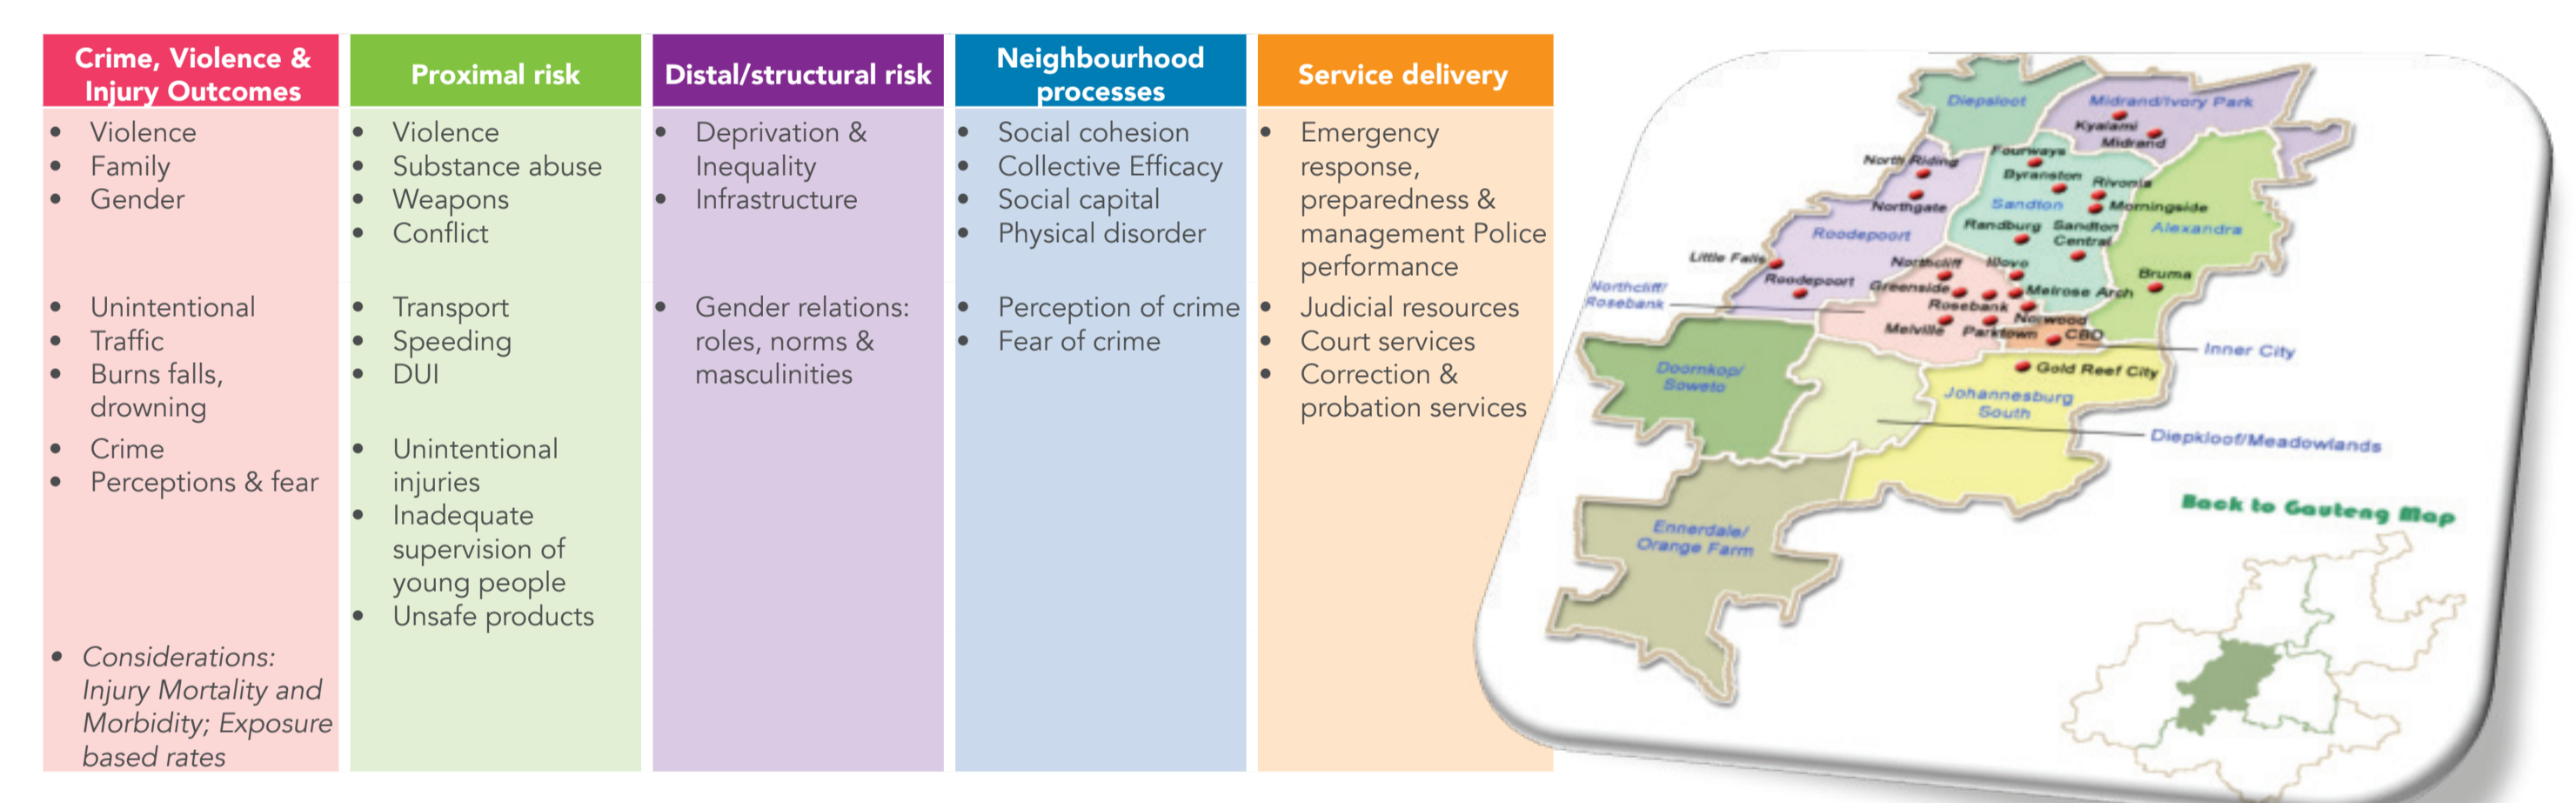 Crime, Violence &
Injury Outcomes
• Violence
• Family
• Gender
• Unintentional
• Traffic
• Burns falls,
drowning
• Crime
• Perceptions & fear
• Considerations:
Injury Mortality and
Morbidity; Exposure
based rates
Proximal risk
• Violence
• Substance abuse
• Weapons
• Conflict
• Transport
• Speeding
• DUI
• Unintentional
injuries
• Inadequate
supervision of
young people
• Unsafe products
Distal/structural risk
• Deprivation &
Inequality
• Infrastructure
• Gender relations:
roles, norms &
masculinities
Neighbourhood
processes
• Social cohesion
• Collective Efficacy
• Social capital
• Physical disorder
• Perception of crime
• Fear of crime
Service delivery
• Emergency
response,
preparedness &
management Police
performance
• Judicial resources
• Court services
• Correction &
probation services
Diepsloot
Midrand/Ivory Park
Kyalami
Midrand
North Riding
Fourways
Byranston
Rivonia
Northgate
Sandton
Morningside
Roodepoort
Randburg
Sandton
Central
Alexandra
Little Falls
Northcliff
Illovo
Bruma
Roodepoort
Greenside
Melrose Arch
Northcliff/
Rosebank
Rosebank
Norwood
Melville
Parktown
CBD
Inner City
Doornkop/
Soweto
Gold Reef City
Johannesburg
South
Diepkloof/Meadowlands
Back to Gauteng Map
Ennerdale/
Orange Farm